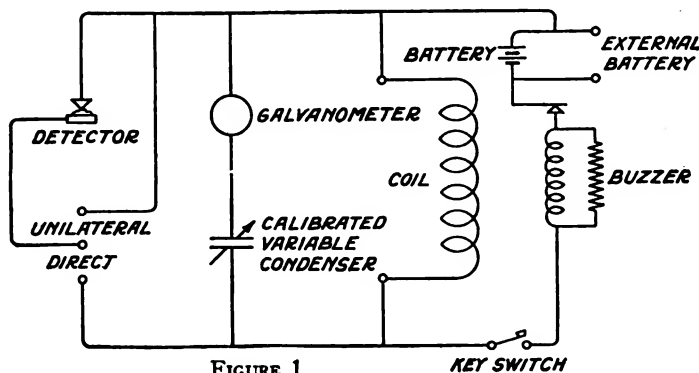 BATTERY
EXTERNAL
BATTERY
GALVANOMETER
DETECTOR
COIL
BUZZER
UNILATERAL
DIRECT
CALIBRATED
VARIABLE
CONDENSER
FIGURE 1
KEY SWITCH